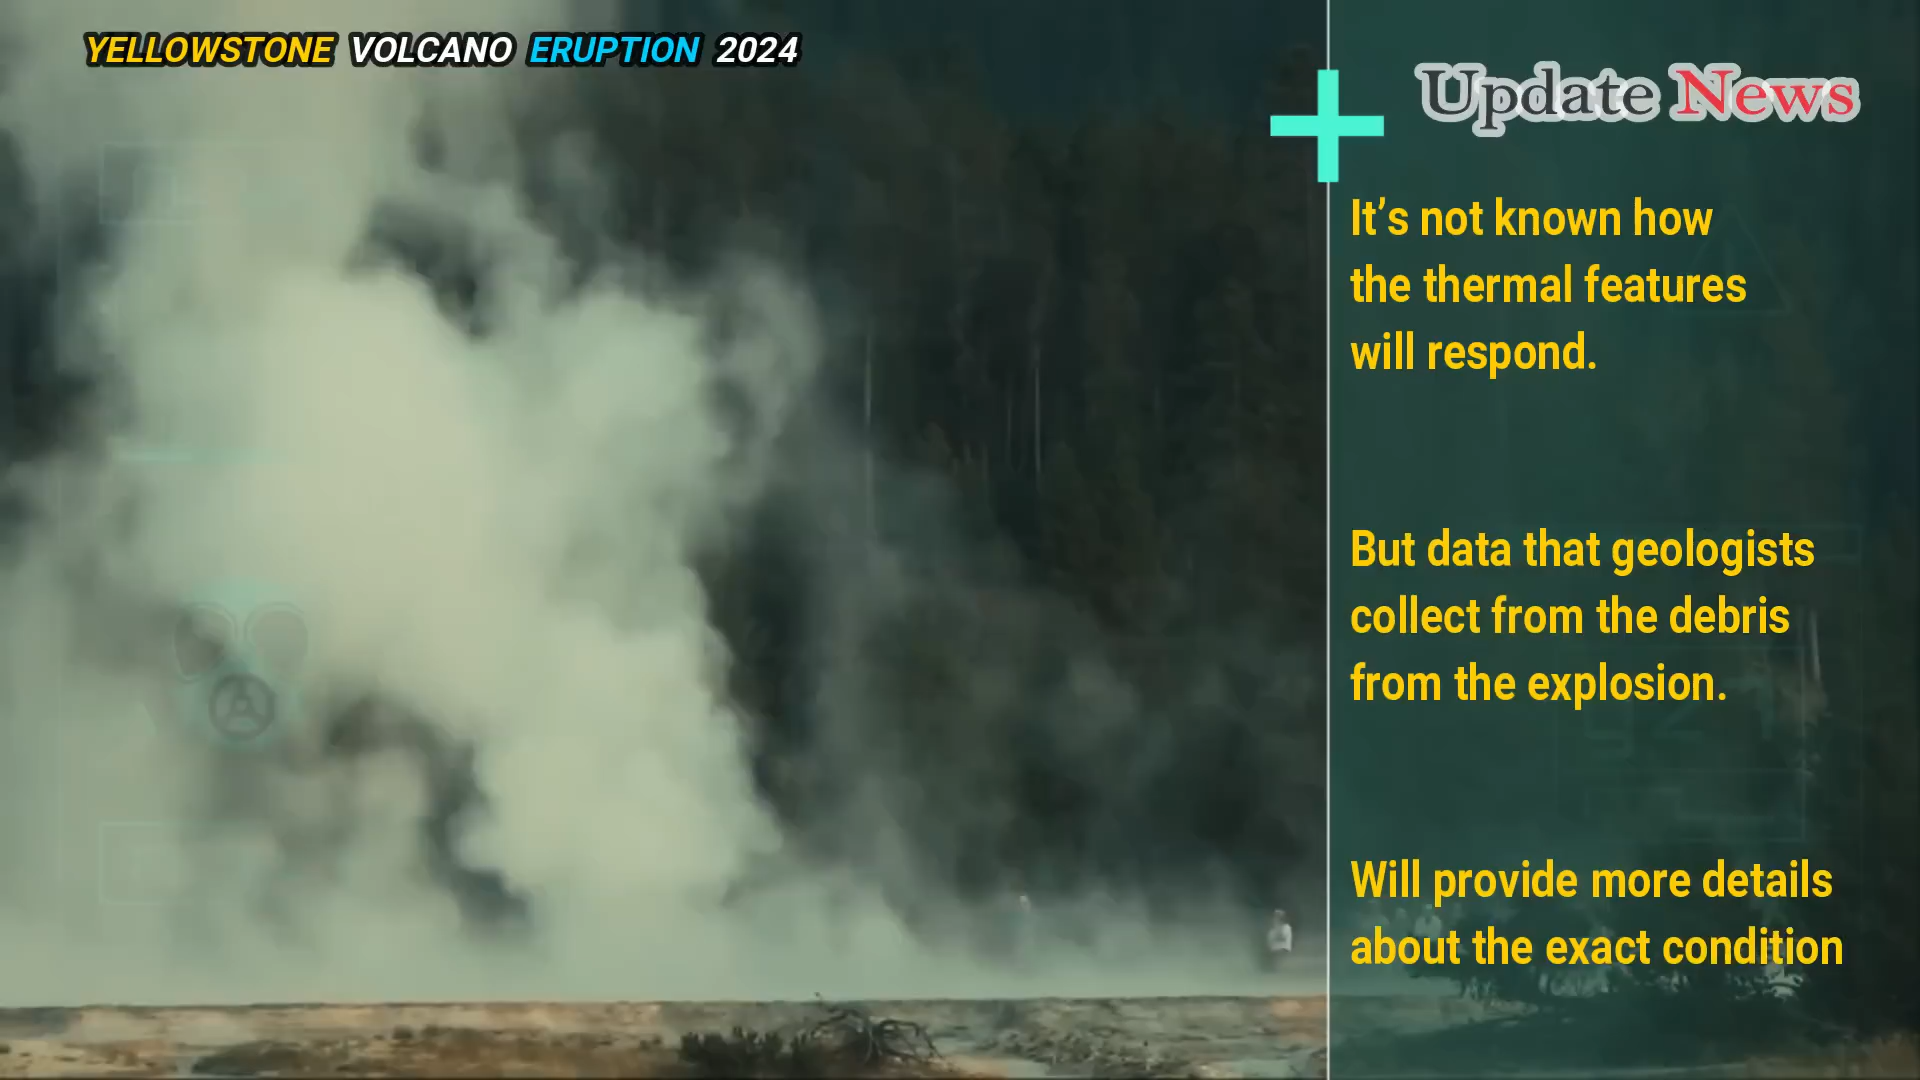 YELLOWSTONE VOLCANO ERUPTION 2024
Update News
It’s not known how
the thermal features
will respond.
But data that geologists
collect from the debris
from the explosion.
Will provide more details
about the exact condition